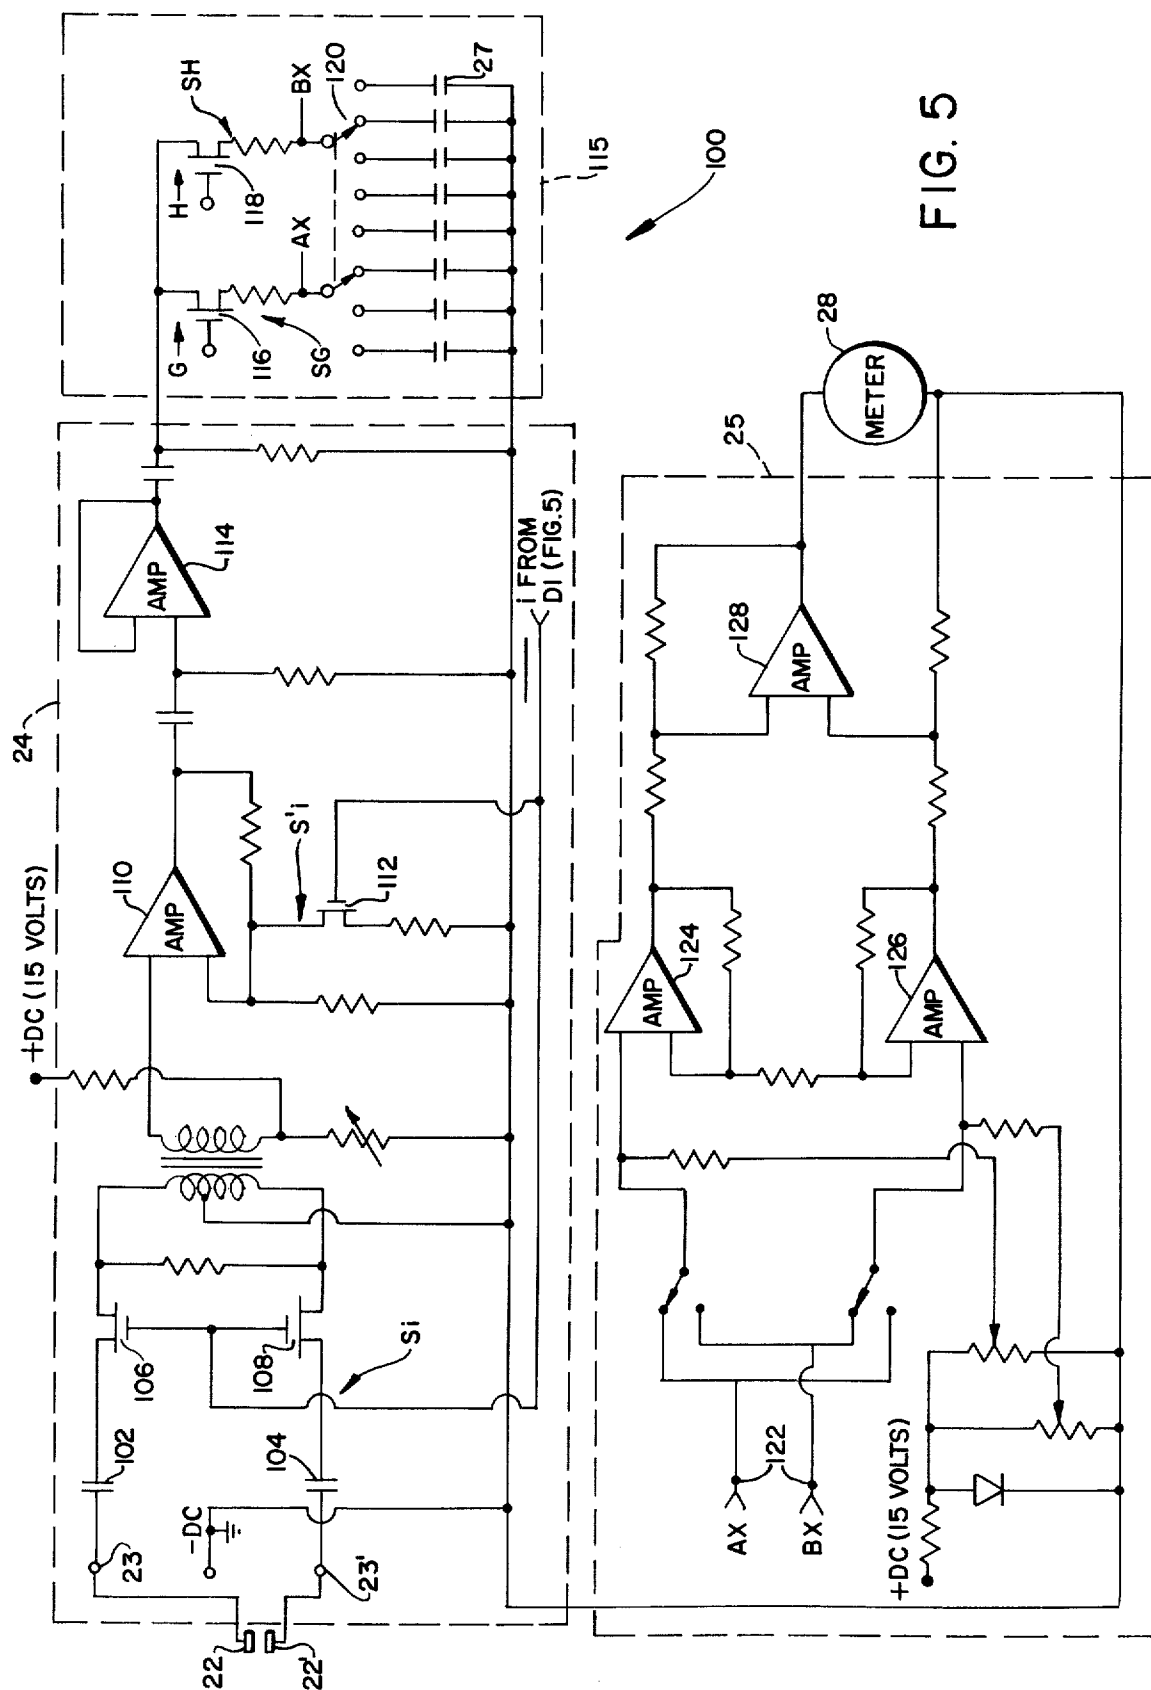 24
+DC (15 VOLTS)
110
AMP
AMP
114
S'i
112
i FROM
DI (FIG.5)
G
116
SG
AX
H
118
SH
BX
120
27
115
100
22
22'
23
23'
-DC
102
104
106
108
Si
25
AX
BX
122
+DC (15 VOLTS)
AMP
124
AMP
126
AMP
128
METER
28
FIG. 5